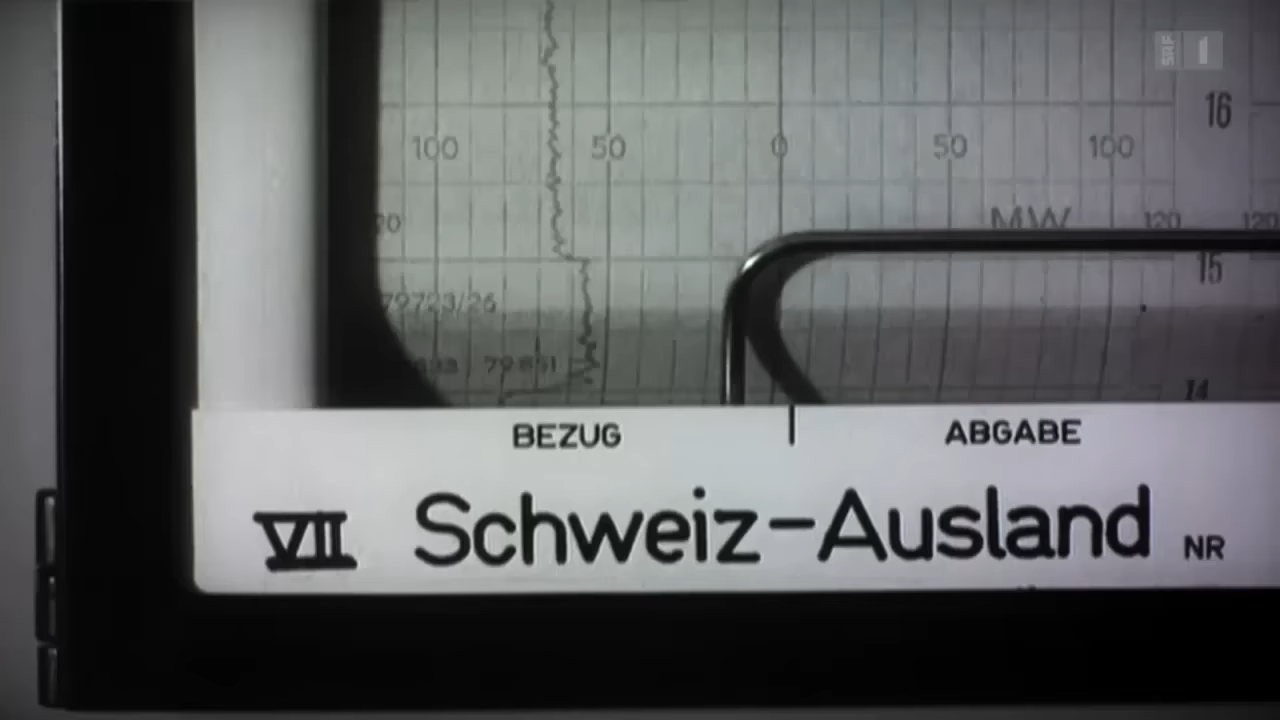 SRF 1
16
100 50 0 50 100
MW 120 120
15
79723/26
14
BEZUG ABGABE
VII Schweiz-Ausland NR